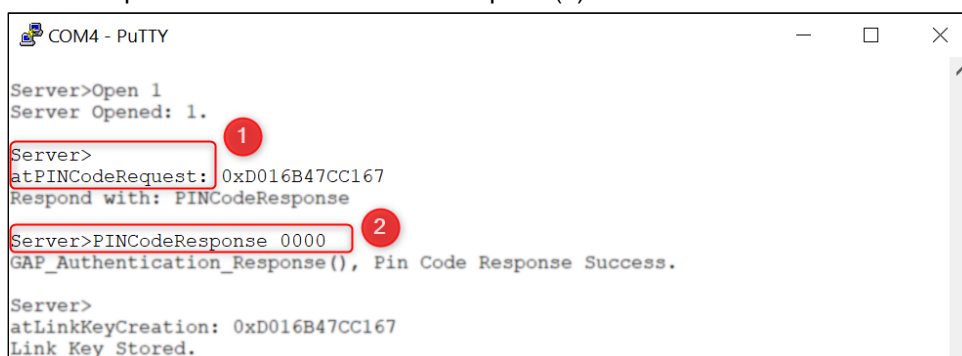 COM4 - PuTTY
Server>Open 1
Server Opened: 1.
1
Server>
atPINCodeRequest: 0xD016B47CC167
Respond with: PINCodeResponse
2
Server>PINCodeResponse 0000
GAP_Authentication_Response(), Pin Code Response Success.
Server>
atLinkKeyCreation: 0xD016B47CC167
Link Key Stored.